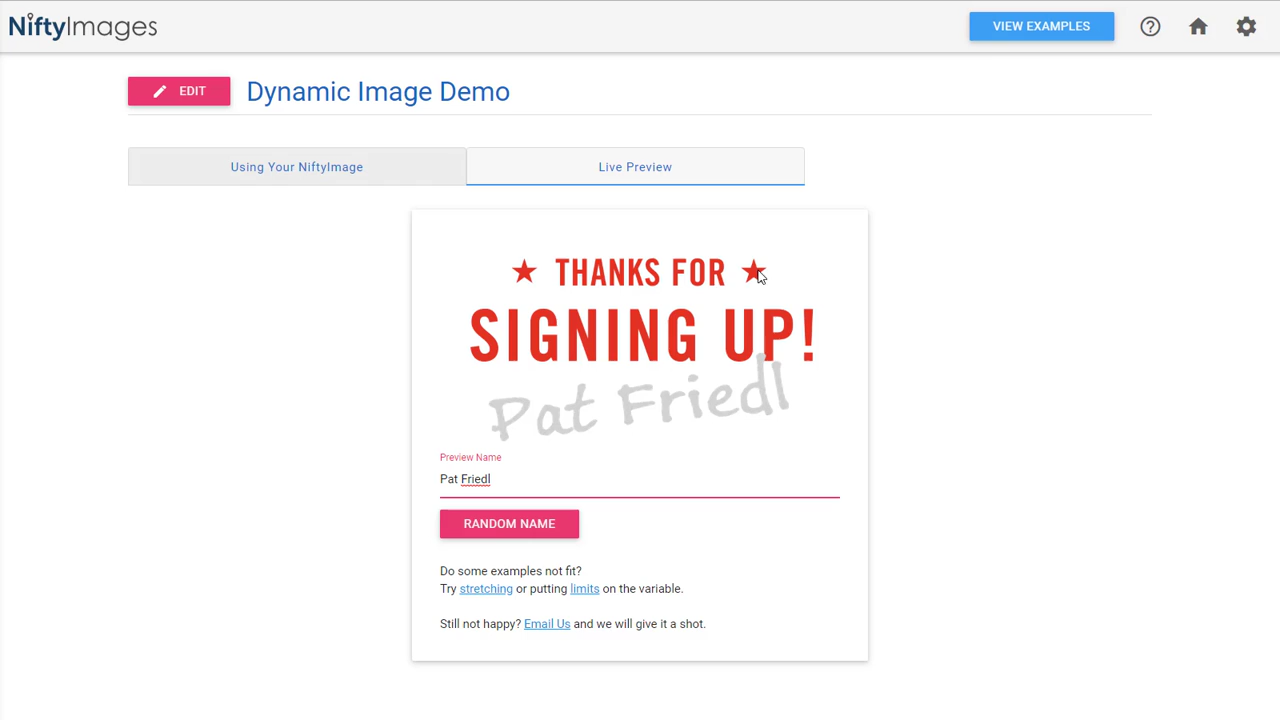 NiftyImages
VIEW EXAMPLES
EDIT
Dynamic Image Demo
Using Your NiftyImage
Live Preview
★ THANKS FOR ★
SIGNING UP!
Pat Friedl
Preview Name
Pat Friedl
RANDOM NAME
Do some examples not fit?
Try stretching or putting limits on the variable.
Still not happy? Email Us and we will give it a shot.